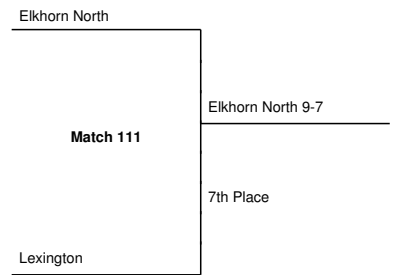 Elkhorn North
Elkhorn North 9-7
Match 111
7th Place
Lexington